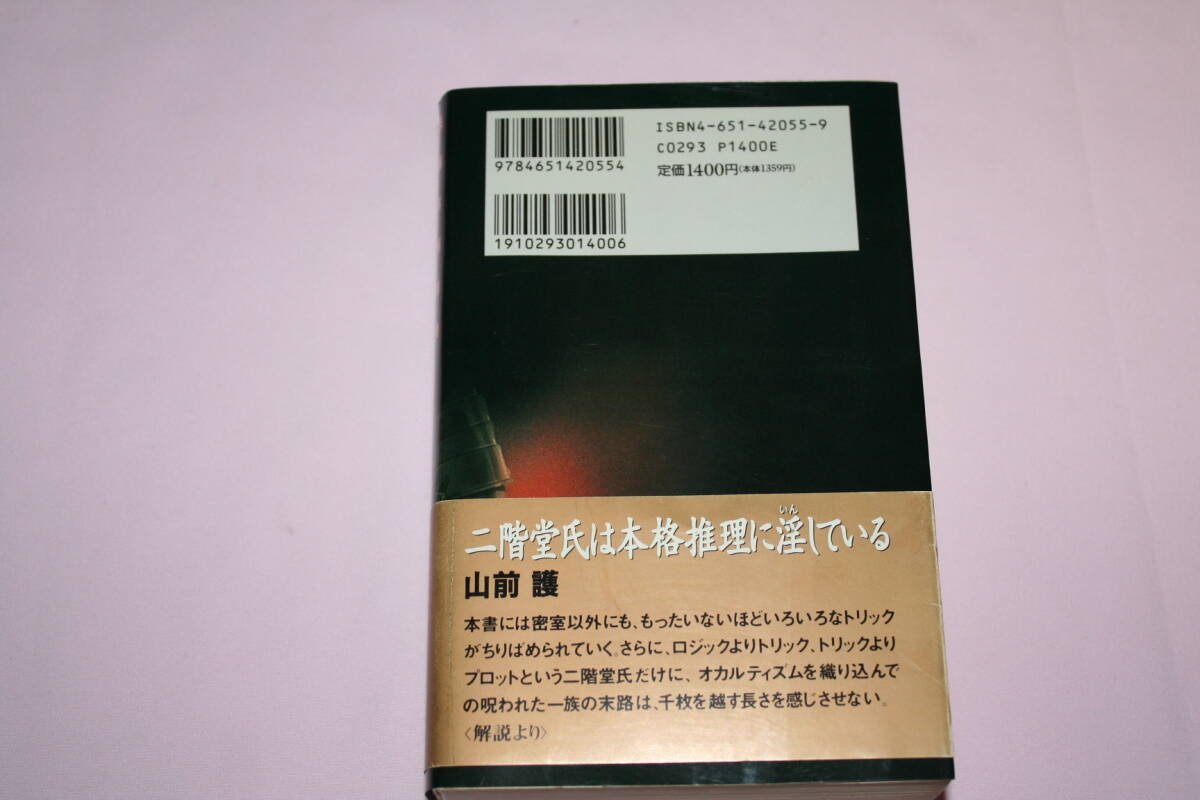 ISBN4-651-42055-9
C0293 P1400E
定価1400円(本体1359円)
9784651420554
1910293014006
二階堂氏は本格推理に淫している
いん
山前 護
本書には密室以外にも、もったいないほどいろいろなトリック
がちりばめられていく。さらに、ロジックよりトリック、トリックより
プロットという二階堂氏だけに、オカルティズムを織り込んで
の呪われた一族の末路は、千枚を越す長さを感じさせない。
〈解説より〉